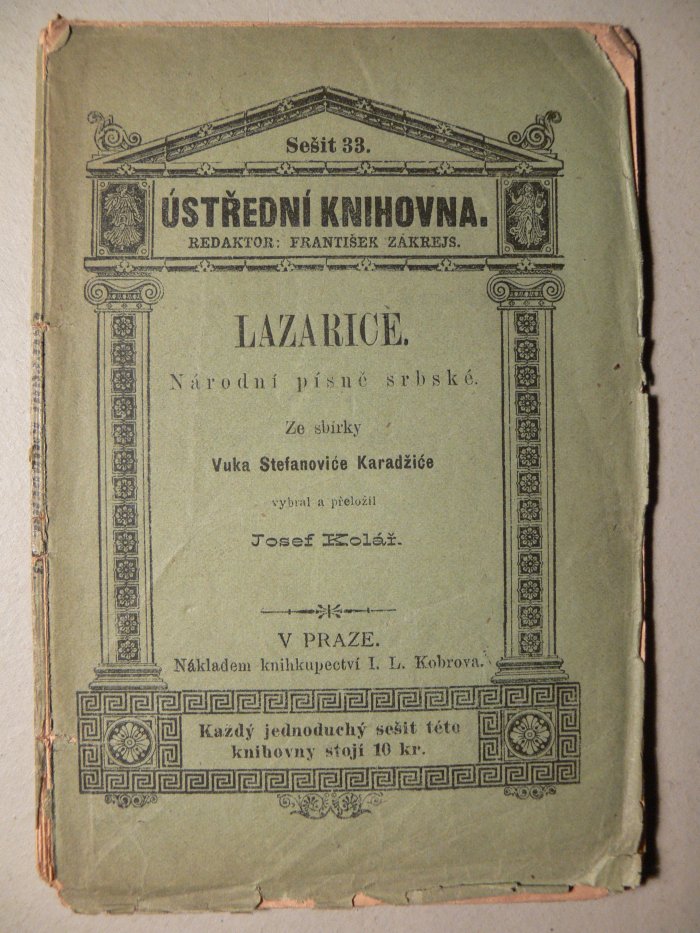 Sešit 33.
ÚSTŘEDNÍ KNIHOVNA.
REDAKTOR: FRANTIŠEK ZÁKREJS.
LAZARICE.
Národní písně srbské.
Ze sbírky
Vuka Stefanoviće Karadžiće
vybral a přeložil
Josef Kolář.
V PRAZE.
Nákladem knihkupectví I. L. Kobrova.
Každý jednoduchý sešit této
knihovny stojí 10 kr.